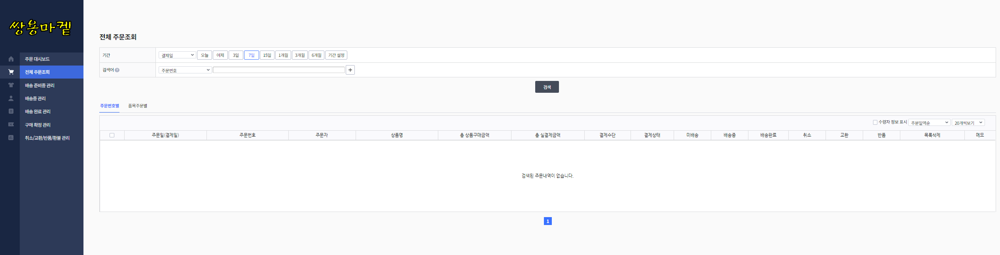 쌍용마켙
주문 대시보드
전체 주문조회
배송 준비중 관리
배송중 관리
배송 완료 관리
구매 확정 관리
취소/교환/반품/환불 관리
전체 주문조회
기간 결제일 오늘 어제 3일 7일 15일 1개월 3개월 6개월 기간 설정
검색어 ? 주문번호 +
검색
주문번호별 품목주문별
수령자 정보 표시 주문일역순 20개씩보기
주문일(결제일) 주문번호 주문자 상품명 총 상품구매금액 총 실결제금액 결제수단 결제상태 미배송 배송중 배송완료 취소 교환 반품 목록삭제 메모
검색된 주문내역이 없습니다.
1